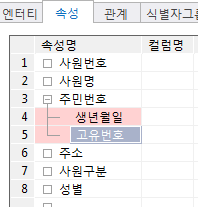 엔터티 속성 관계 식별자그룹
속성명 컬럼명
1 사원번호
2 사원명
3 주민번호
4 생년월일
5 고유번호
6 주소
7 사원구분
8 성별